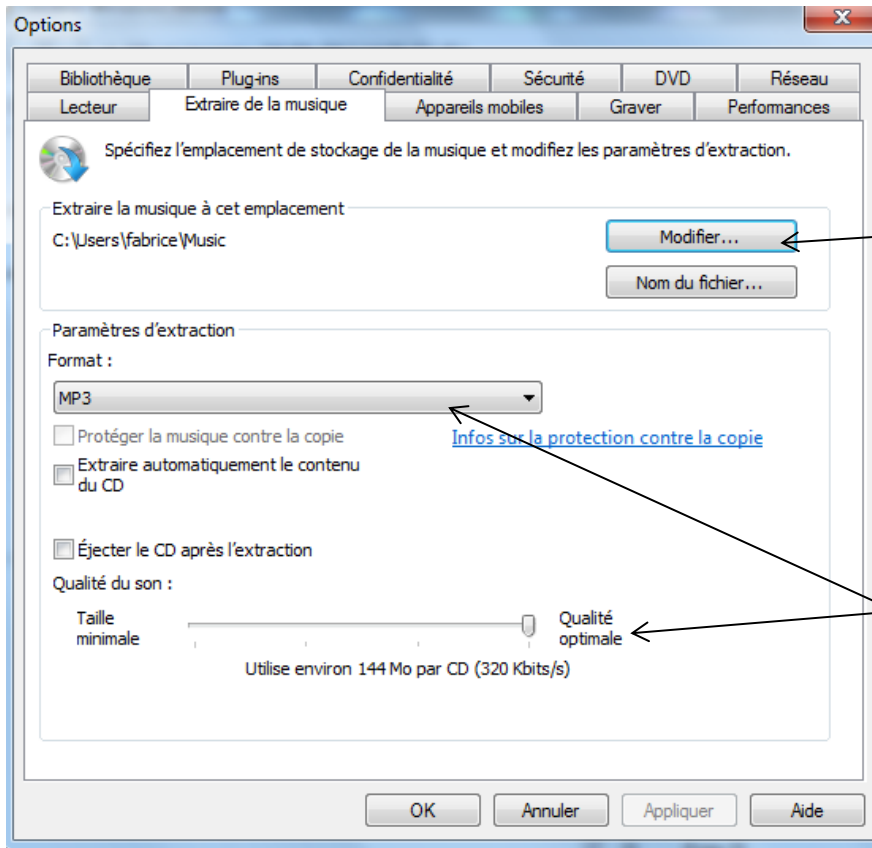 Options
x
Bibliothèque Plug-ins Confidentialité Sécurité DVD Réseau
Lecteur Extraire de la musique Appareils mobiles Graver Performances
Spécifiez l'emplacement de stockage de la musique et modifiez les paramètres d'extraction.
Extraire la musique à cet emplacement
C:\Users\fabrice\Music
Modifier...
Nom du fichier...
Paramètres d'extraction
Format :
MP3
Protéger la musique contre la copie Infos sur la protection contre la copie
Extraire automatiquement le contenu
du CD
Éjecter le CD après l'extraction
Qualité du son :
Taille
minimale
Qualité
optimale
Utilise environ 144 Mo par CD (320 Kbits/s)
OK Annuler Appliquer Aide